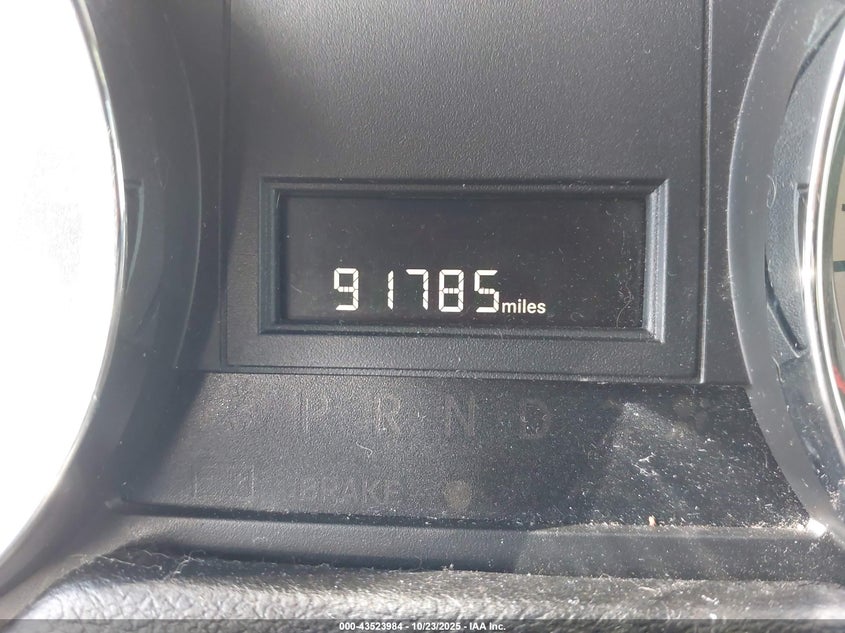 91785miles
P R N D
BRAKE
000-43523984 - 10/23/2025 - IAA Inc.